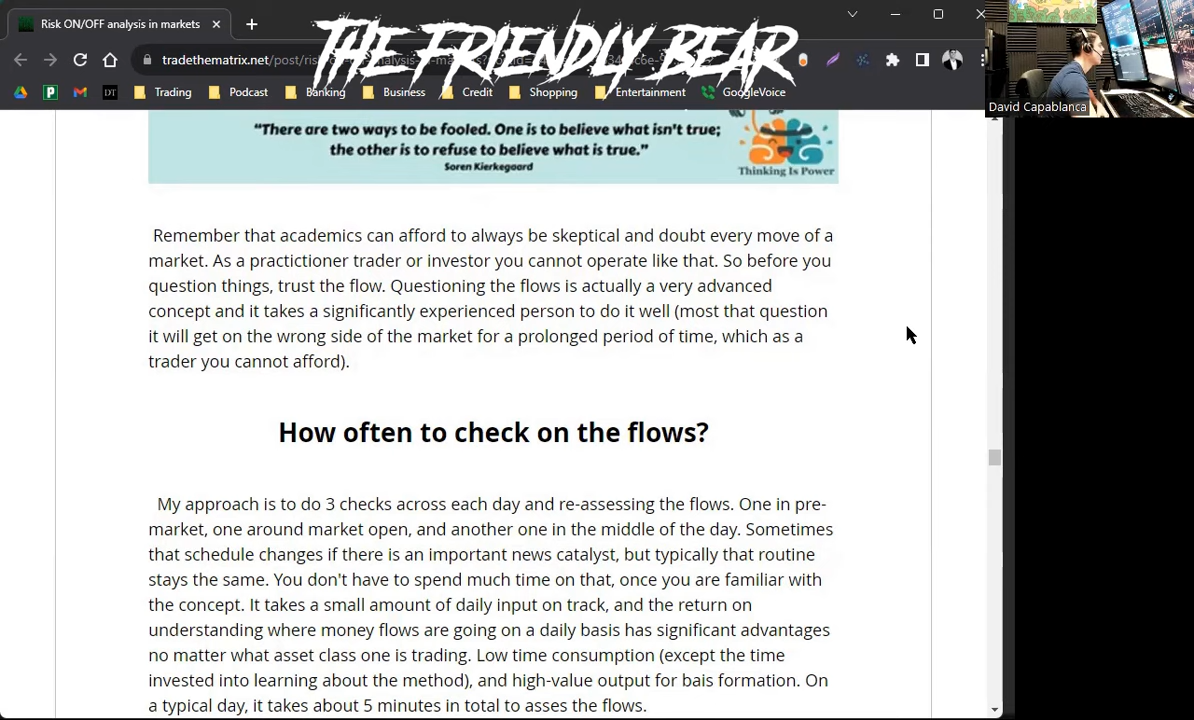 Risk ON/OFF analysis in markets
THE FRIENDLY BEAR
tradethematrix.net/post/ris
Trading
Podcast
Banking
Business
Credit
Shopping
Entertainment
GoogleVoice
David Capablanca
“There are two ways to be fooled. One is to believe what isn't true;
the other is to refuse to believe what is true.”
Soren Kierkegaard
Thinking Is Power
Remember that academics can afford to always be skeptical and doubt every move of a
market. As a practictioner trader or investor you cannot operate like that. So before you
question things, trust the flow. Questioning the flows is actually a very advanced
concept and it takes a significantly experienced person to do it well (most that question
it will get on the wrong side of the market for a prolonged period of time, which as a
trader you cannot afford).
How often to check on the flows?
My approach is to do 3 checks across each day and re-assessing the flows. One in pre-
market, one around market open, and another one in the middle of the day. Sometimes
that schedule changes if there is an important news catalyst, but typically that routine
stays the same. You don't have to spend much time on that, once you are familiar with
the concept. It takes a small amount of daily input on track, and the return on
understanding where money flows are going on a daily basis has significant advantages
no matter what asset class one is trading. Low time consumption (except the time
invested into learning about the method), and high-value output for bais formation. On
a typical day, it takes about 5 minutes in total to asses the flows.